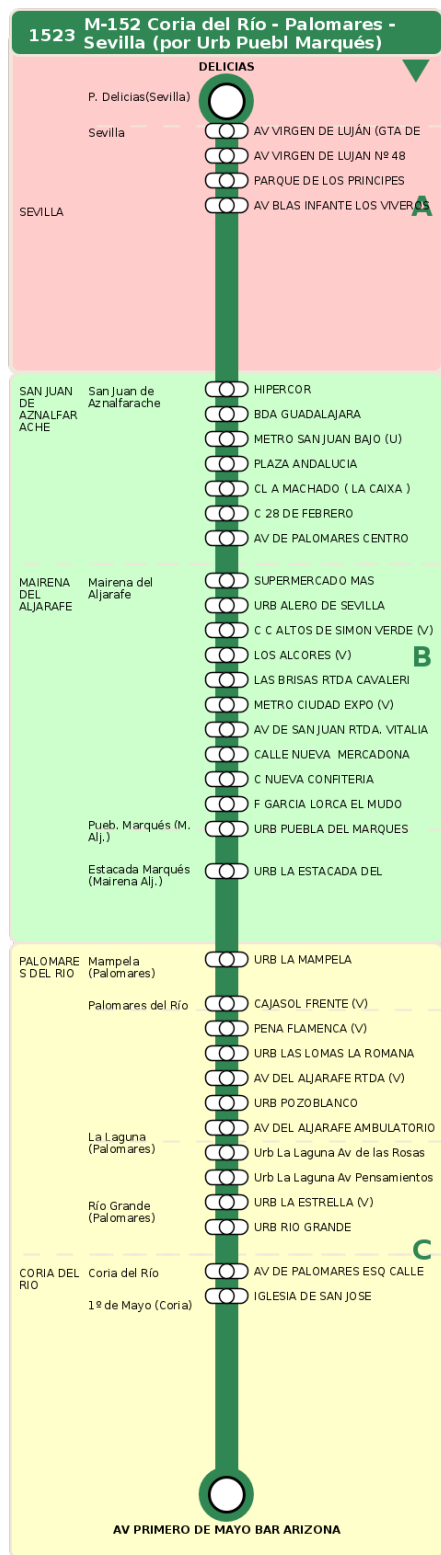 1523
M-152 Coria del Río - Palomares -
Sevilla (por Urb Puebl Marqués)
DELICIAS
P. Delicias(Sevilla)
Sevilla
AV VIRGEN DE LUJÁN (GTA DE
AV VIRGEN DE LUJAN Nº 48
PARQUE DE LOS PRINCIPES
AV BLAS INFANTE LOS VIVEROS
A
SEVILLA
SAN JUAN
DE
AZNALFAR
ACHE
San Juan de
Aznalfarache
HIPERCOR
BDA GUADALAJARA
METRO SAN JUAN BAJO (U)
PLAZA ANDALUCIA
CL A MACHADO ( LA CAIXA )
C 28 DE FEBRERO
AV DE PALOMARES CENTRO
MAIRENA
DEL
ALJARAFE
Mairena del
Aljarafe
SUPERMERCADO MAS
URB ALERO DE SEVILLA
C C ALTOS DE SIMON VERDE (V)
LOS ALCORES (V)
B
LAS BRISAS RTDA CAVALERI
METRO CIUDAD EXPO (V)
AV DE SAN JUAN RTDA. VITALIA
CALLE NUEVA  MERCADONA
C NUEVA CONFITERIA
F GARCIA LORCA EL MUDO
Pueb. Marqués (M.
Alj.)
URB PUEBLA DEL MARQUES
Estacada Marqués
(Mairena Alj.)
URB LA ESTACADA DEL
PALOMARE
S DEL RIO
Mampela
(Palomares)
URB LA MAMPELA
Palomares del Río
CAJASOL FRENTE (V)
PENA FLAMENCA (V)
URB LAS LOMAS LA ROMANA
AV DEL ALJARAFE RTDA (V)
URB POZOBLANCO
AV DEL ALJARAFE AMBULATORIO
La Laguna
(Palomares)
Urb La Laguna Av de las Rosas
Urb La Laguna Av Pensamientos
Río Grande
(Palomares)
URB LA ESTRELLA (V)
URB RIO GRANDE
C
CORIA DEL
RIO
Coria del Río
AV DE PALOMARES ESQ CALLE
1º de Mayo (Coria)
IGLESIA DE SAN JOSE
AV PRIMERO DE MAYO BAR ARIZONA